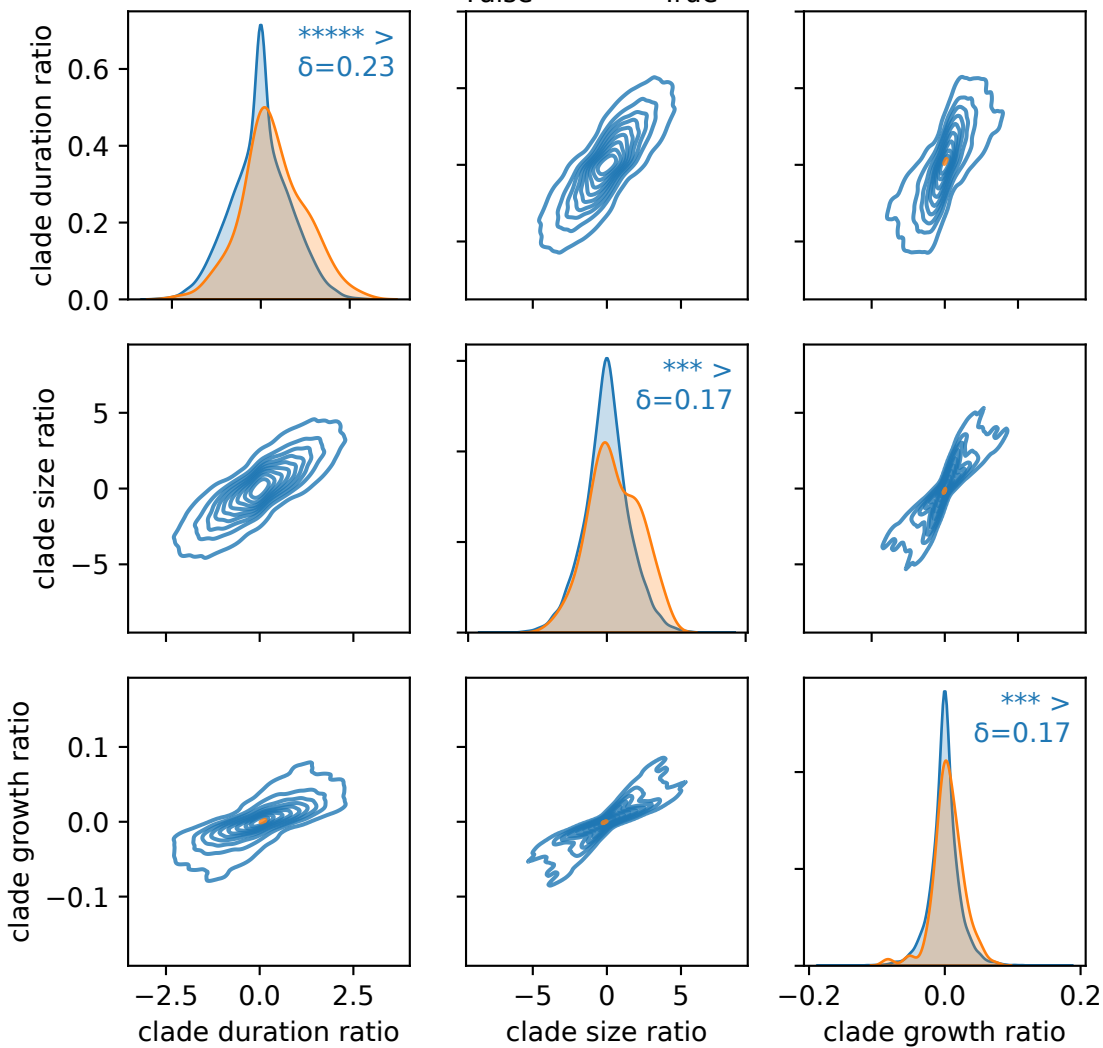 True
clade duration ratio
0.6
0.4
0.2
0.0
***** >
δ=0.23
clade size ratio
5
0
−5
*** >
δ=0.17
clade growth ratio
0.1
0.0
−0.1
*** >
δ=0.17
−2.5 0.0 2.5
−5 0 5
−0.2 0.0 0.2
clade duration ratio
clade size ratio
clade growth ratio